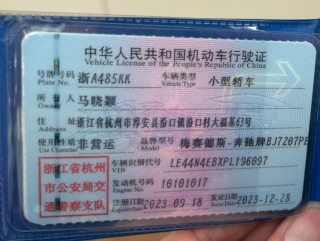 中华人民共和国机动车行驶证
Vehicle License of the People's Republic of China
号牌号码 浙A485KK 车辆类型 小型轿车
Plate No. Vehicle Type
所有人 马晓颖
Owner
住址 浙江省杭州市淳安县汾口镇汾口村大福基63号
Address
使用性质 非营运 品牌型号 梅赛德斯-奔驰牌BJ7207PE
Use Character Model
浙江省杭州市公安局交通警察支队
车辆识别代号 LE44N4EBXPL196097
VIN
发动机号码 10101017
Engine No.
注册日期 2023-09-18 发证日期 2023-12-28
Register Date Issue Date